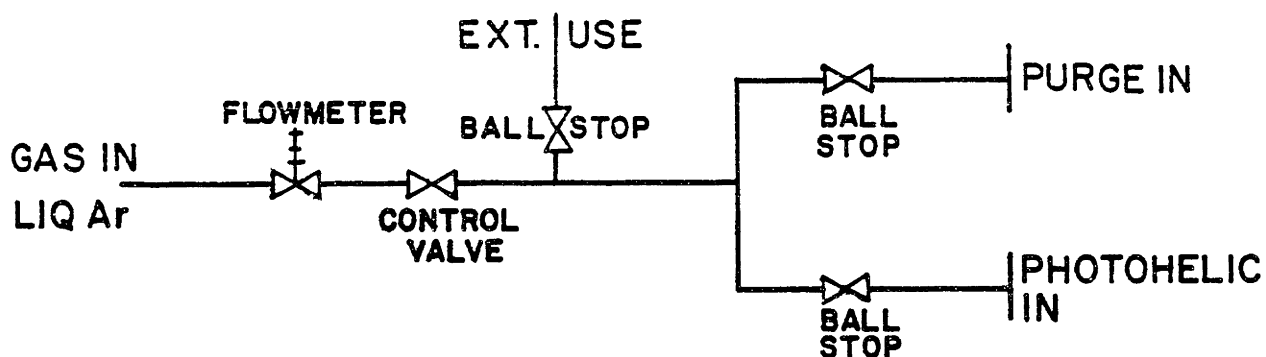 EXT. USE
PURGE IN
FLOWMETER
BALL STOP
BALL
STOP
GAS IN
LIQ Ar
CONTROL
VALVE
PHOTOHELIC
IN
BALL
STOP